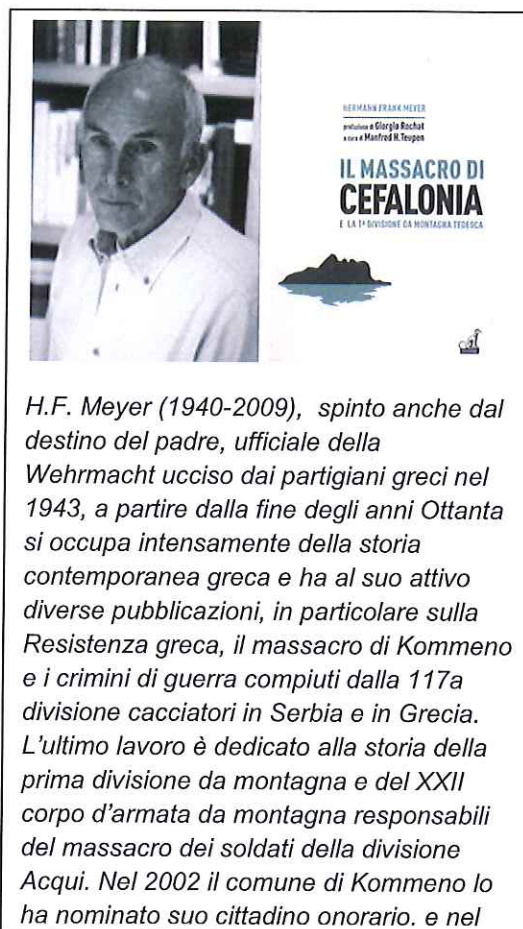 HERMANN FRANK MEYER
prefazione di Giorgio Rochat
a cura di Manfred H. Teupen
IL MASSACRO DI
CEFALONIA
E LA 1ª DIVISIONE DA MONTAGNA TEDESCA
H.F. Meyer (1940-2009), spinto anche dal
destino del padre, ufficiale della
Wehrmacht ucciso dai partigiani greci nel
1943, a partire dalla fine degli anni Ottanta
si occupa intensamente della storia
contemporanea greca e ha al suo attivo
diverse pubblicazioni, in particolare sulla
Resistenza greca, il massacro di Kommeno
e i crimini di guerra compiuti dalla 117a
divisione cacciatori in Serbia e in Grecia.
L'ultimo lavoro è dedicato alla storia della
prima divisione da montagna e del XXII
corpo d'armata da montagna responsabili
del massacro dei soldati della divisione
Acqui. Nel 2002 il comune di Kommeno lo
ha nominato suo cittadino onorario. e nel